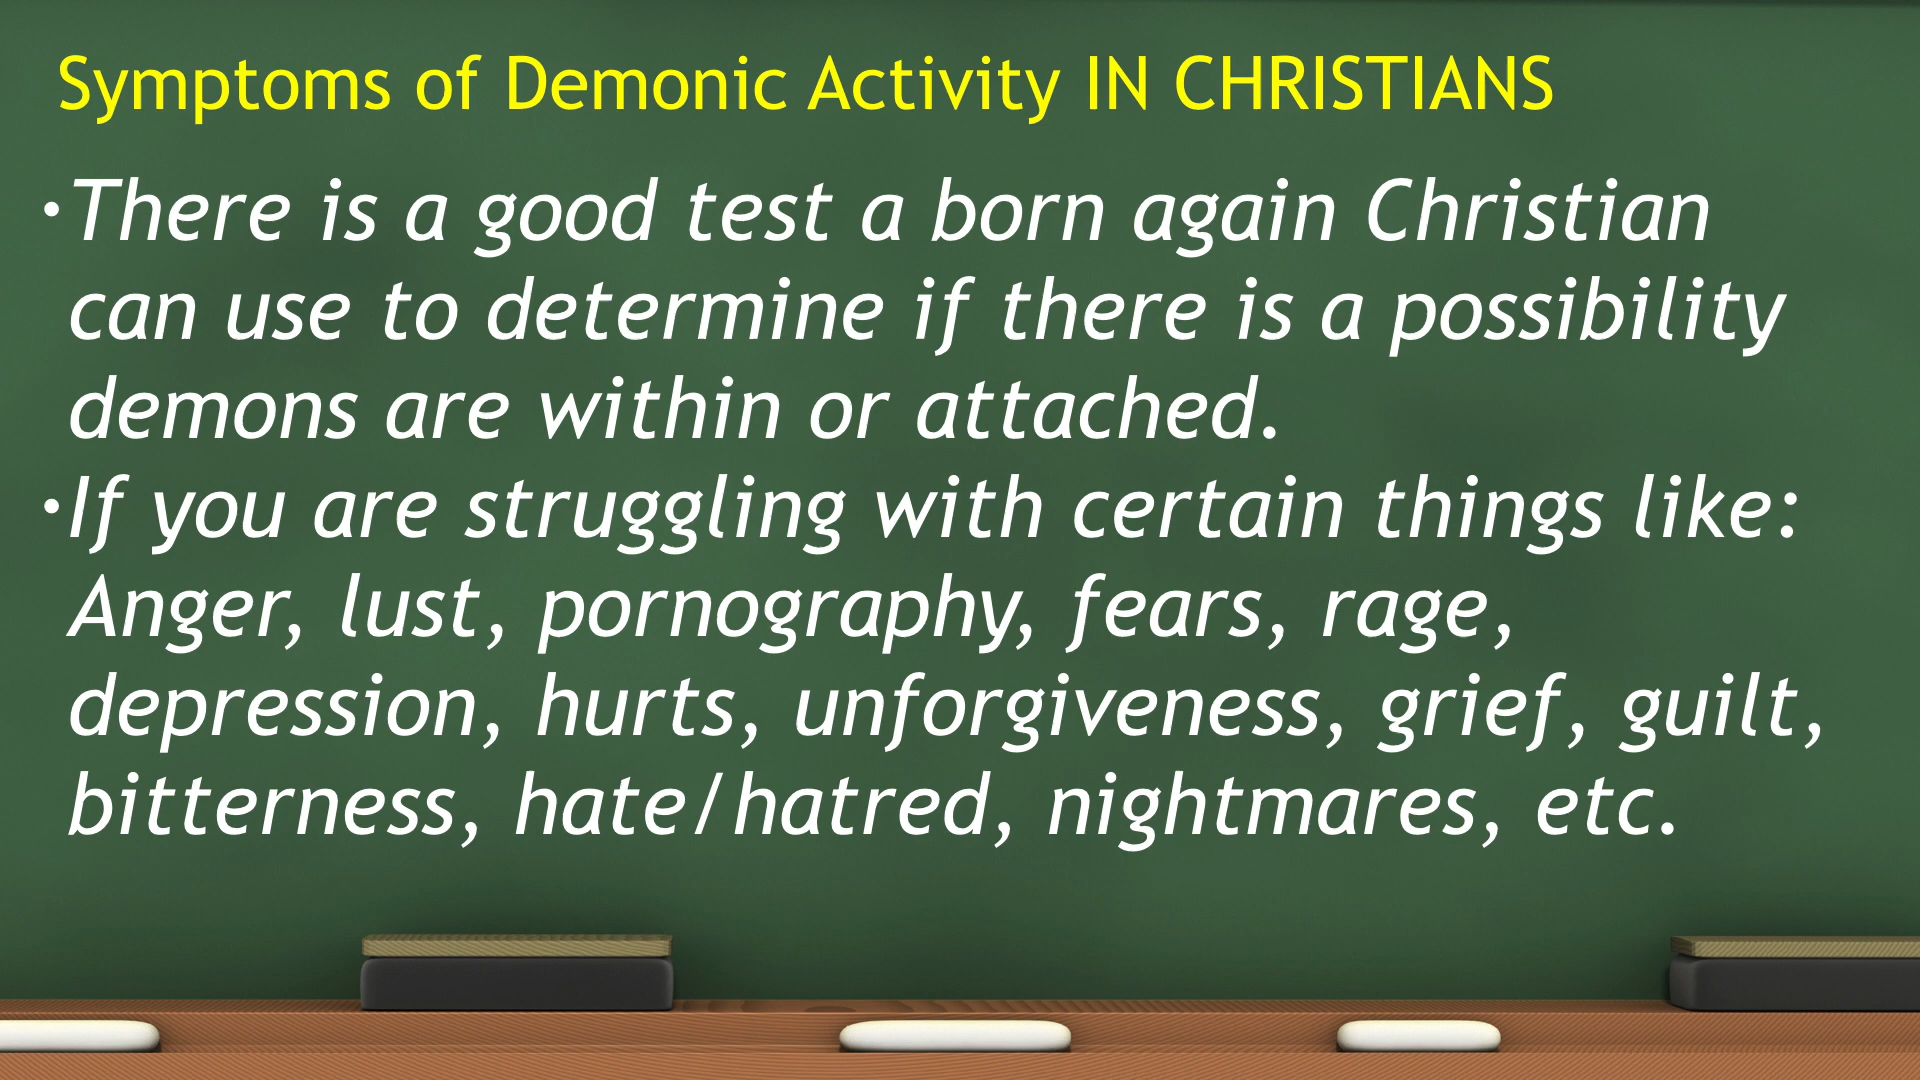 Symptoms of Demonic Activity IN CHRISTIANS
•There is a good test a born again Christian
can use to determine if there is a possibility
demons are within or attached.
•If you are struggling with certain things like:
Anger, lust, pornography, fears, rage,
depression, hurts, unforgiveness, grief, guilt,
bitterness, hate/hatred, nightmares, etc.